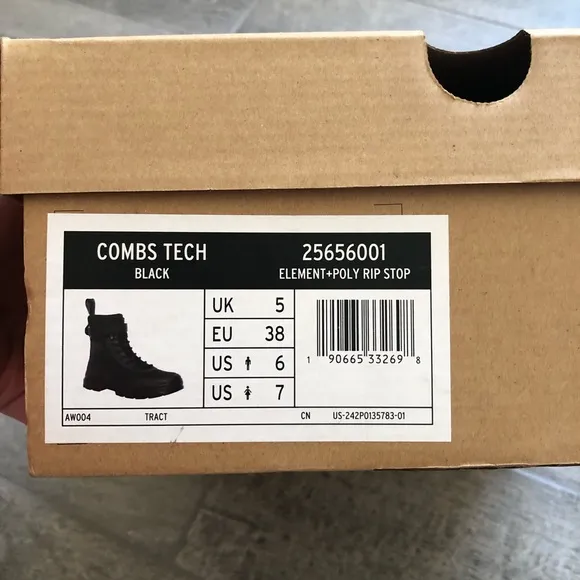 COMBS TECH 25656001
BLACK ELEMENT+POLY RIP STOP
UK 5
EU 38
US 6
US 7
1 90665 33269 8
AW004 TRACT CN US-242P0135783-01